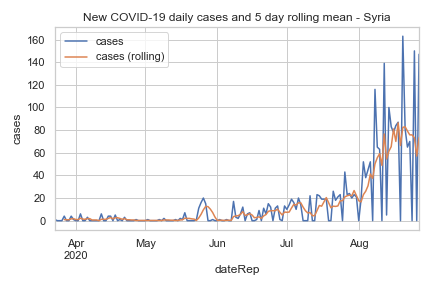 New COVID-19 daily cases and 5 day rolling mean - Syria
cases
cases (rolling)
160
140
120
100
80
60
40
20
0
cases
Apr
2020
May
Jun
Jul
Aug
dateRep